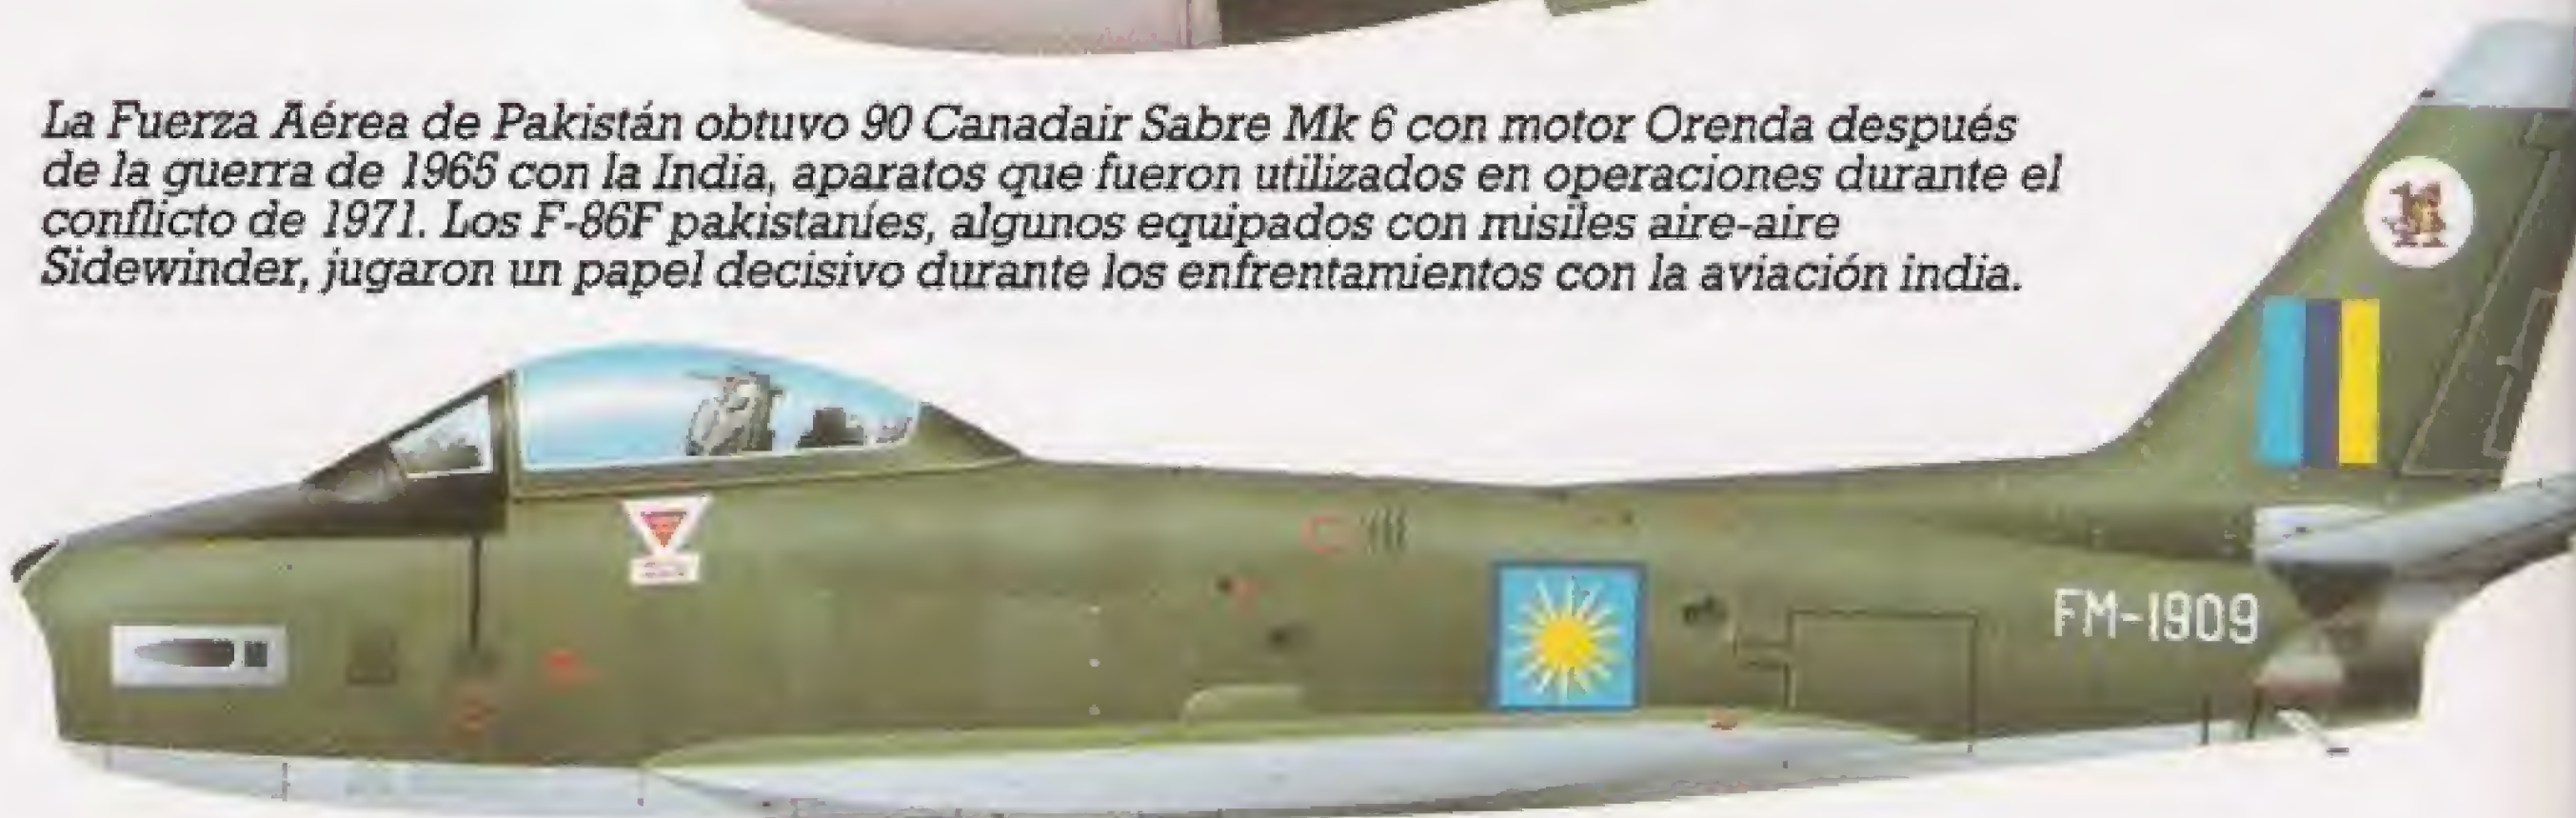 La Fuerza Aérea de Pakistán obtuvo 90 Canadair Sabre Mk 6 con motor Orenda después
de la guerra de 1965 con la India, aparatos que fueron utilizados en operaciones durante el
conflicto de 1971. Los F-86F pakistaníes, algunos equipados con misiles aire-aire
Sidewinder, jugaron un papel decisivo durante los enfrentamientos con la aviación india.
FM-1909